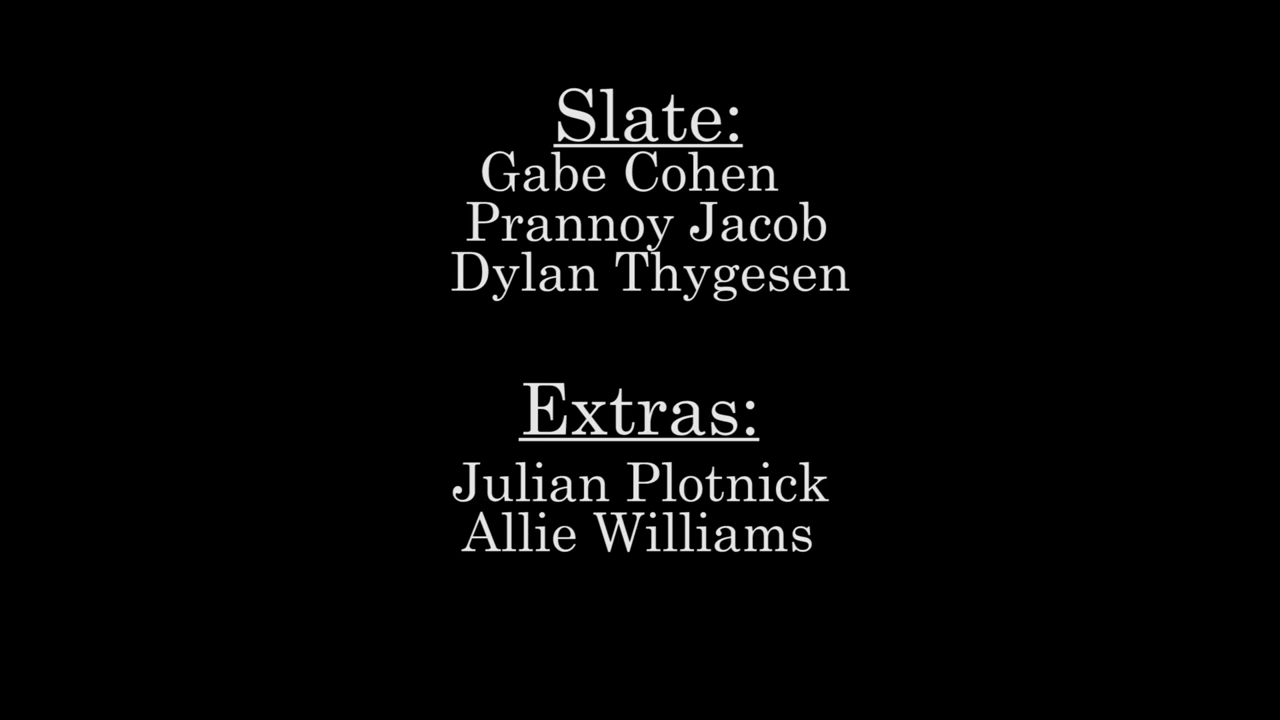 Slate:
Gabe Cohen
Prannoy Jacob
Dylan Thygesen
Extras:
Julian Plotnick
Allie Williams